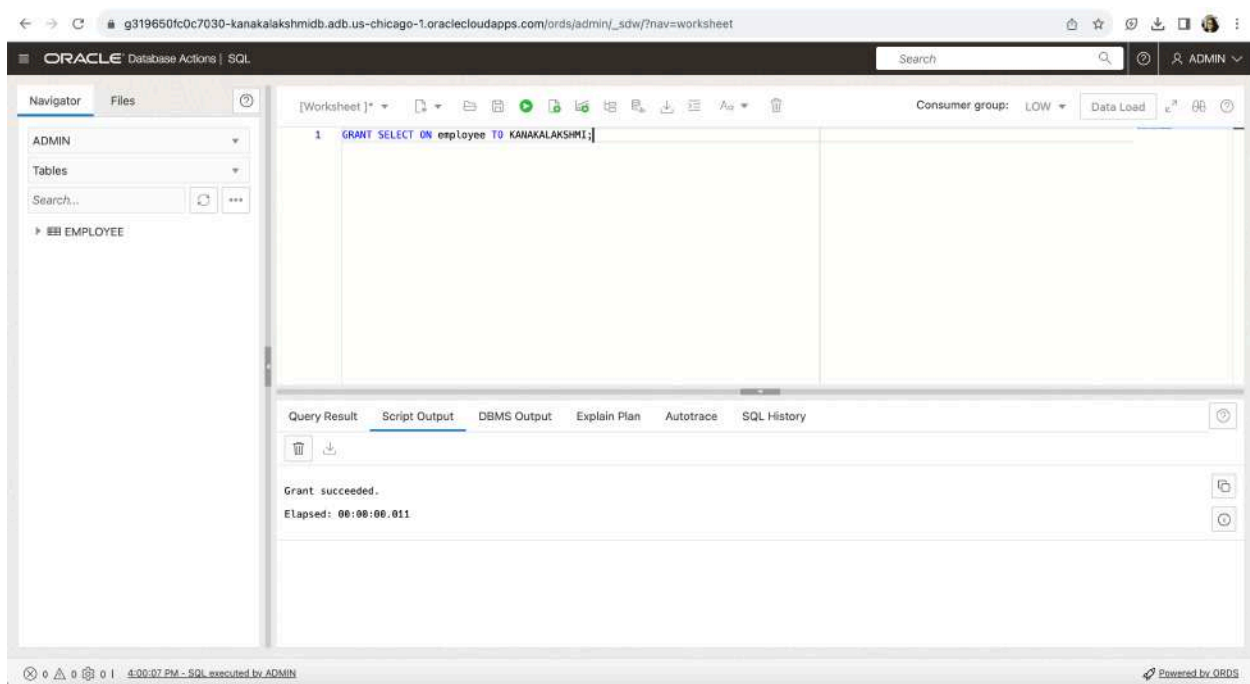 g319650fc0c7030-kanakalakshmidb.adb.us-chicago-1.oraclecloudapps.com/ords/admin/_sdw/?nav=worksheet
ORACLE Database Actions | SQL
Search
ADMIN
Navigator Files
[Worksheet ]*
Aa
Consumer group: LOW
Data Load
ADMIN
Tables
Search...
EMPLOYEE
1 GRANT SELECT ON employee TO KANAKALAKSHMI;
Query Result Script Output DBMS Output Explain Plan Autotrace SQL History
Grant succeeded.
Elapsed: 00:00:00.011
0 0 0 | 4:00:07 PM - SQL executed by ADMIN
Powered by ORDS